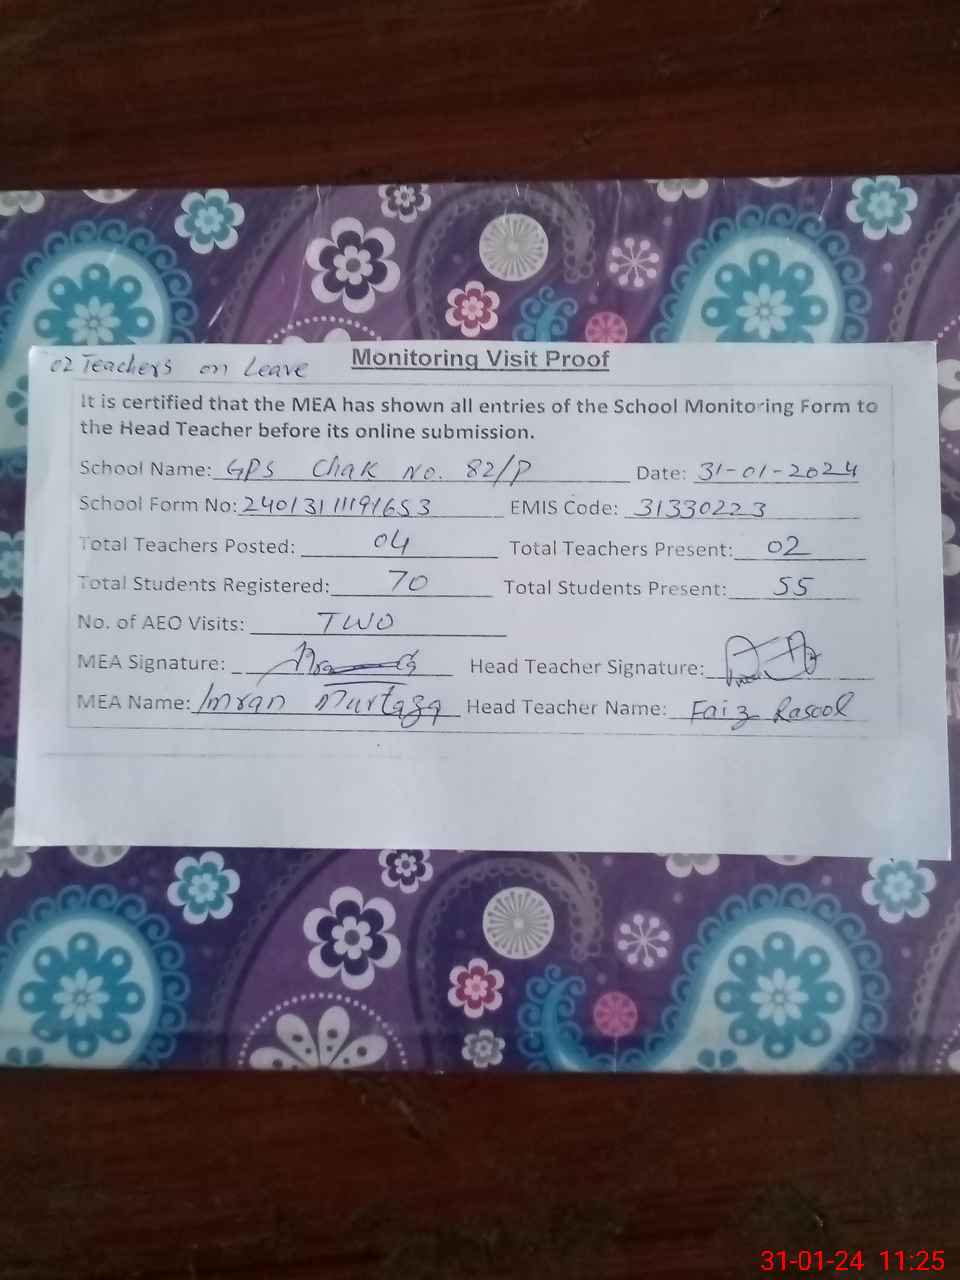 02 Teachers on Leave
Monitoring Visit Proof
It is certified that the MEA has shown all entries of the School Monitoring Form to
the Head Teacher before its online submission.
School Name: GPS Chak No. 82/P Date: 31-01-2024
School Form No: 2401311191653 EMIS Code: 31330223
Total Teachers Posted: 04 Total Teachers Present: 02
Total Students Registered: 70 Total Students Present: 55
No. of AEO Visits: TWO
MEA Signature: Head Teacher Signature:
MEA Name: Imran Murtaza Head Teacher Name: Faiz Rasool
31-01-24 11:25